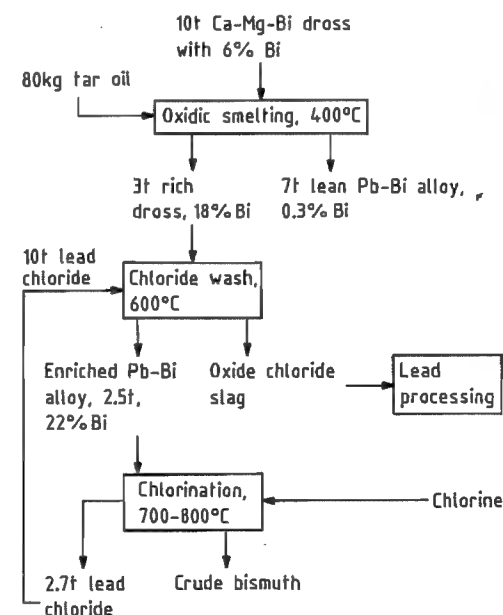 10t Ca-Mg-Bi dross
with 6% Bi
80kg tar oil
Oxidic smelting, 400°C
3t rich
dross, 18% Bi
7t lean Pb-Bi alloy,
0.3% Bi
10t lead
chloride
Chloride wash,
600°C
Enriched Pb-Bi
alloy, 2.5t,
22% Bi
Oxide chloride
slag
Lead
processing
Chlorination,
700-800°C
Chlorine
2.7t lead
chloride
Crude bismuth